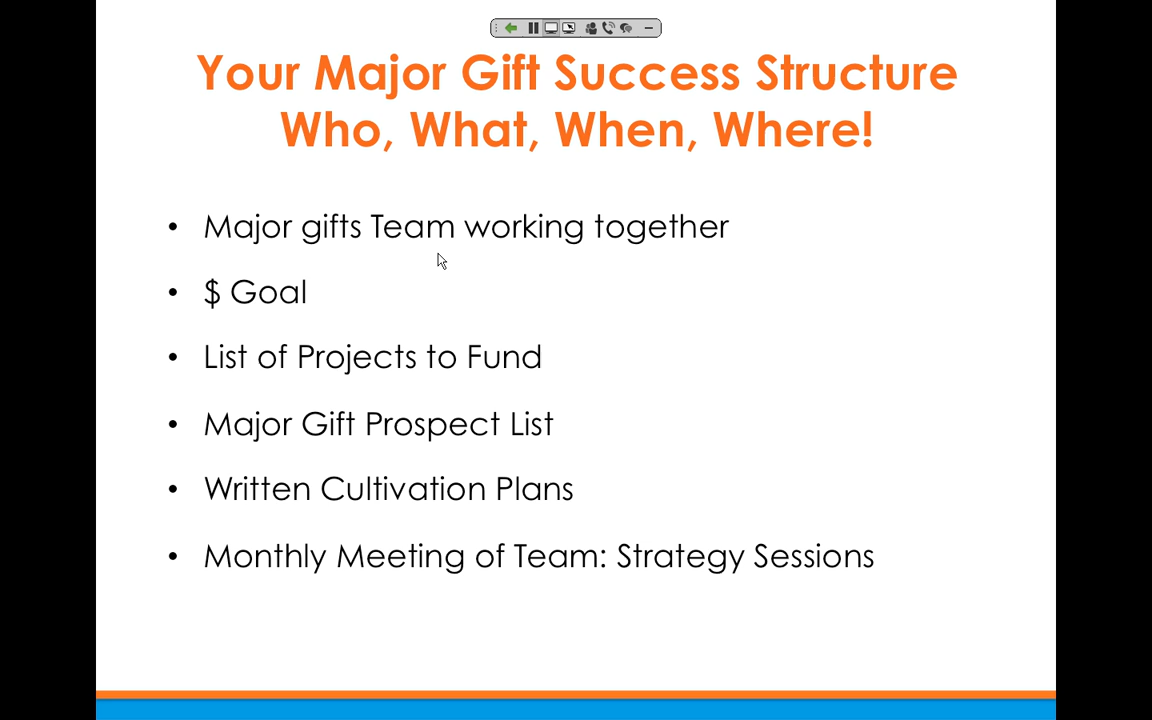 Your Major Gift Success Structure
Who, What, When, Where!
• Major gifts Team working together
• $ Goal
• List of Projects to Fund
• Major Gift Prospect List
• Written Cultivation Plans
• Monthly Meeting of Team: Strategy Sessions